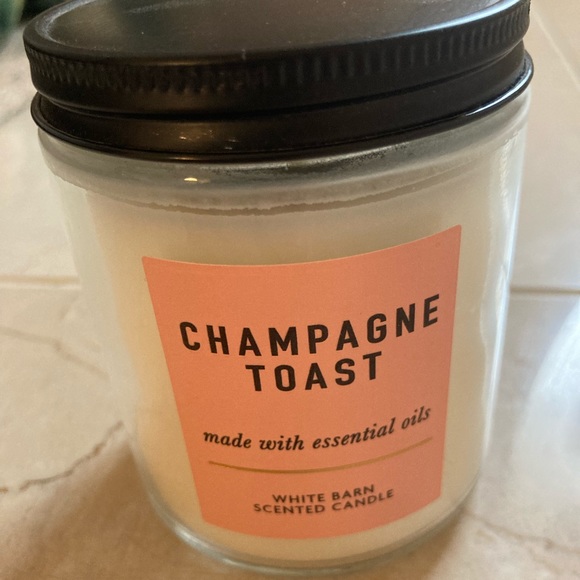 CHAMPAGNE
TOAST
made with essential oils
WHITE BARN
SCENTED CANDLE